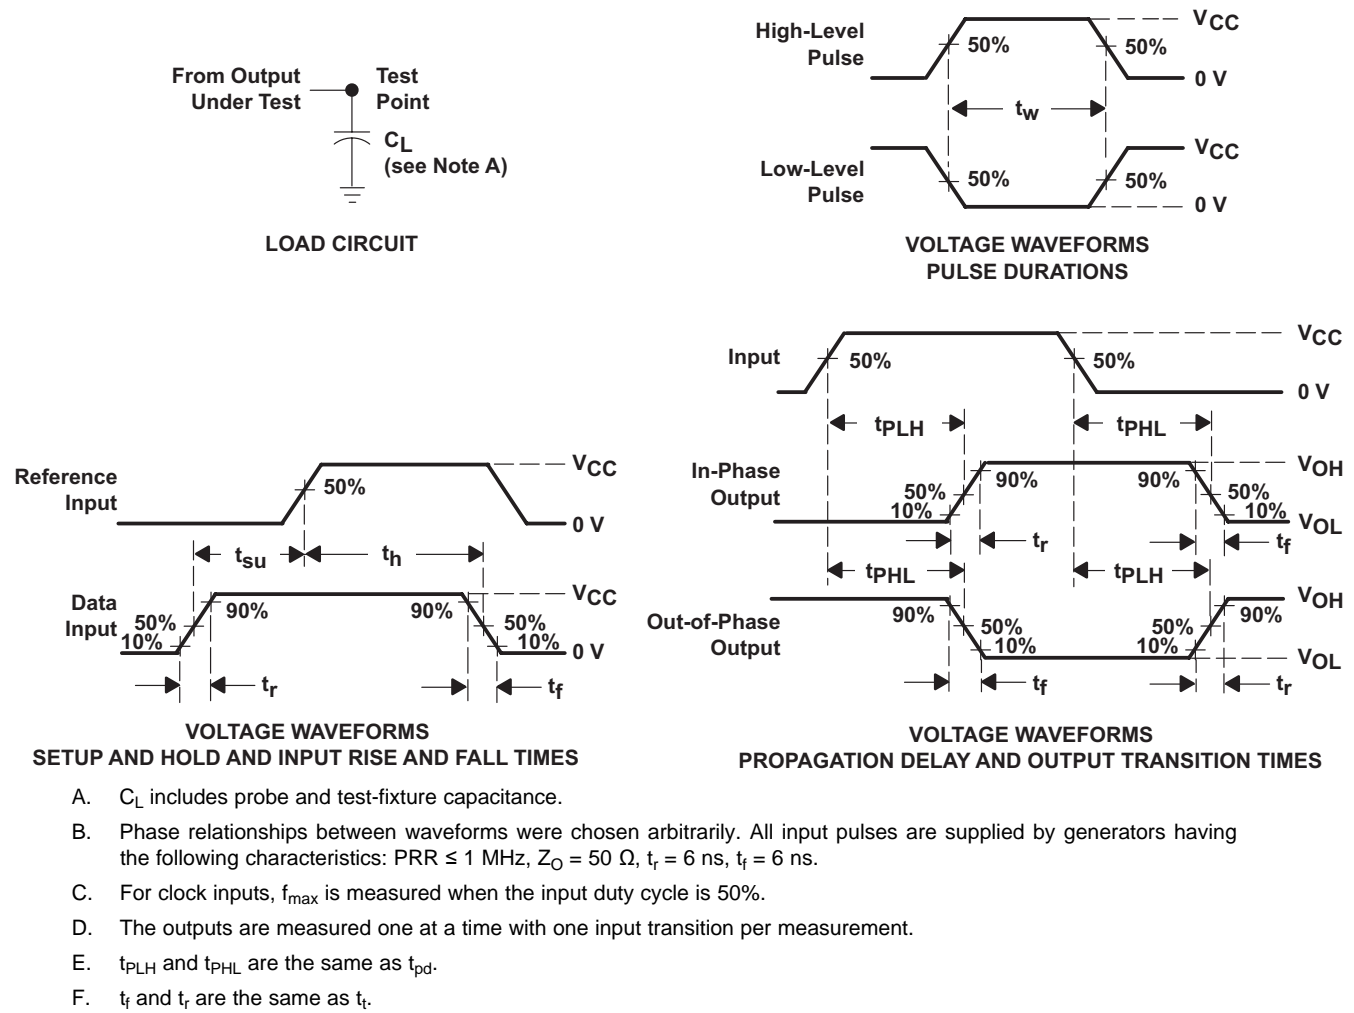 From Output
Under Test
Test
Point
CL
(see Note A)
LOAD CIRCUIT
High-Level
Pulse
50%
50%
VCC
0 V
tw
Low-Level
Pulse
50%
50%
VCC
0 V
VOLTAGE WAVEFORMS
PULSE DURATIONS
Reference
Input
50%
VCC
0 V
tsu
th
Data
Input
50%
10%
90%
90%
50%
10%
VCC
0 V
tr
tf
VOLTAGE WAVEFORMS
SETUP AND HOLD AND INPUT RISE AND FALL TIMES
Input
50%
50%
VCC
0 V
tPLH
tPHL
In-Phase
Output
50%
10%
90%
90%
50%
10%
VOH
VOL
tr
tf
tPHL
tPLH
Out-of-Phase
Output
90%
50%
10%
50%
10%
90%
VOH
VOL
tf
tr
VOLTAGE WAVEFORMS
PROPAGATION DELAY AND OUTPUT TRANSITION TIMES
A. CL includes probe and test-fixture capacitance.
B. Phase relationships between waveforms were chosen arbitrarily. All input pulses are supplied by generators having
the following characteristics: PRR ≤ 1 MHz, ZO = 50 Ω, tr = 6 ns, tf = 6 ns.
C. For clock inputs, fmax is measured when the input duty cycle is 50%.
D. The outputs are measured one at a time with one input transition per measurement.
E. tPLH and tPHL are the same as tpd.
F. tf and tr are the same as tt.